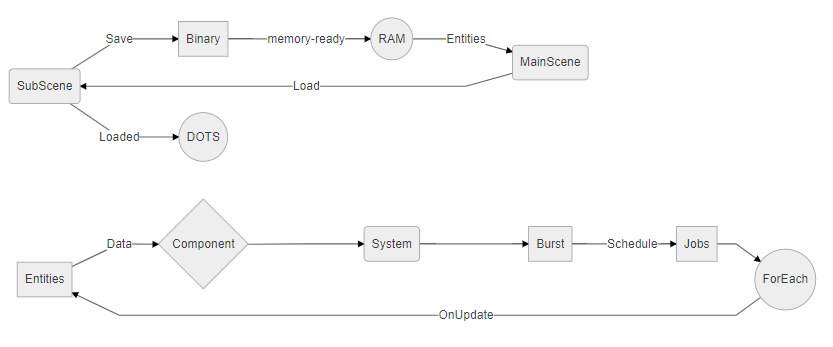 Save
Binary
memory-ready
RAM
Entities
MainScene
SubScene
Load
Loaded
DOTS
Data
Component
System
Burst
Schedule
Jobs
Entities
ForEach
OnUpdate